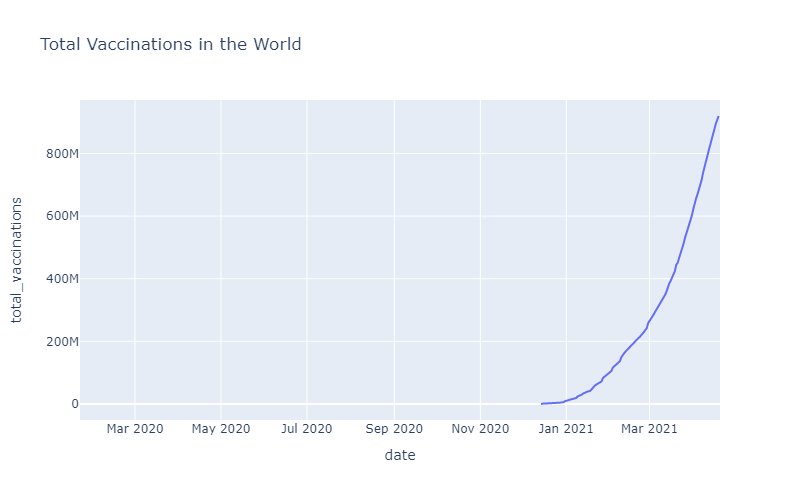 Total Vaccinations in the World
total_vaccinations
800M
600M
400M
200M
0
Mar 2020
May 2020
Jul 2020
Sep 2020
Nov 2020
Jan 2021
Mar 2021
date